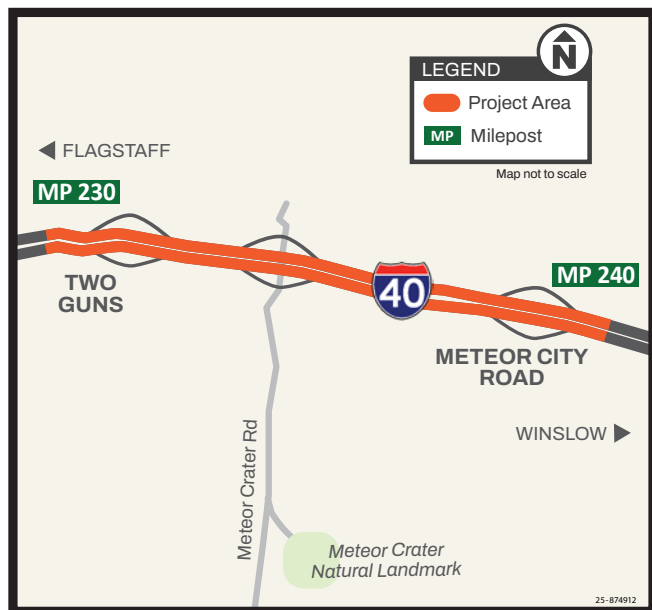 N
LEGEND
Project Area
MP Milepost
Map not to scale
FLAGSTAFF
MP 230
TWO
GUNS
40
MP 240
METEOR CITY
ROAD
WINSLOW
Meteor Crater Rd
Meteor Crater
Natural Landmark
25-874912